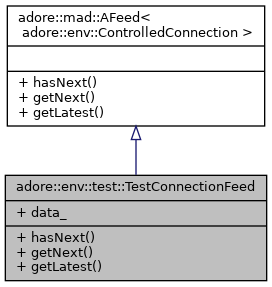 adore::mad::AFeed<
adore::env::ControlledConnection >
+ hasNext()
+ getNext()
+ getLatest()
adore::env::test::TestConnectionFeed
+ data_
+ hasNext()
+ getNext()
+ getLatest()